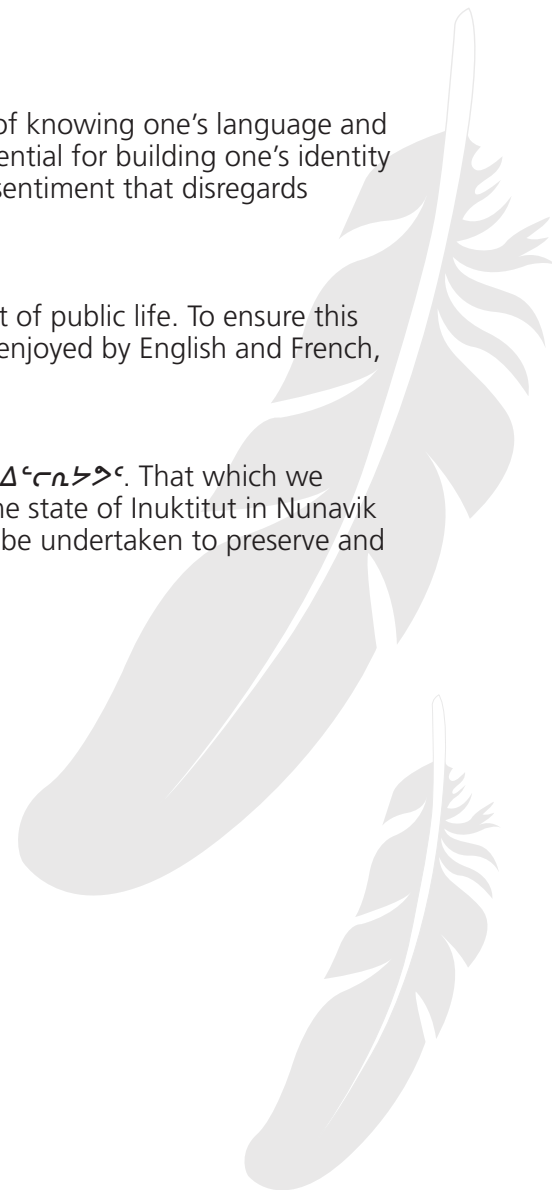 of knowing one's language and
ential for building one's identity
sentiment that disregards
t of public life. To ensure this
enjoyed by English and French,
ᐃᓪᓕᕆᔭᕗᑦ. That which we
he state of Inuktitut in Nunavik
be undertaken to preserve and